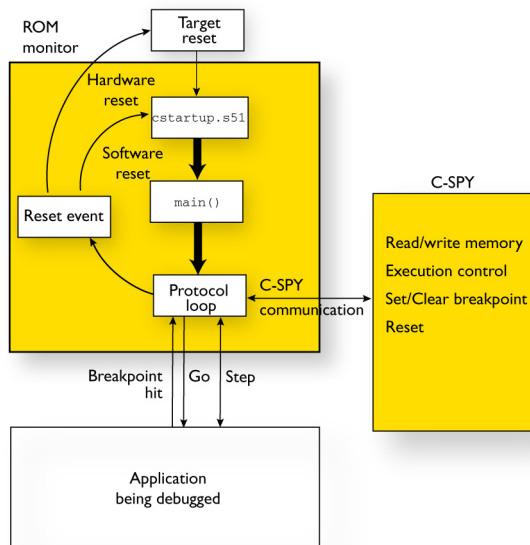 ROM
monitor
Target
reset
Hardware
reset
cstartup.s51
Software
reset
main()
Reset event
Protocol
loop
C-SPY
communication
C-SPY
Read/write memory
Execution control
Set/Clear breakpoint
Reset
Breakpoint
hit
Go
Step
Application
being debugged